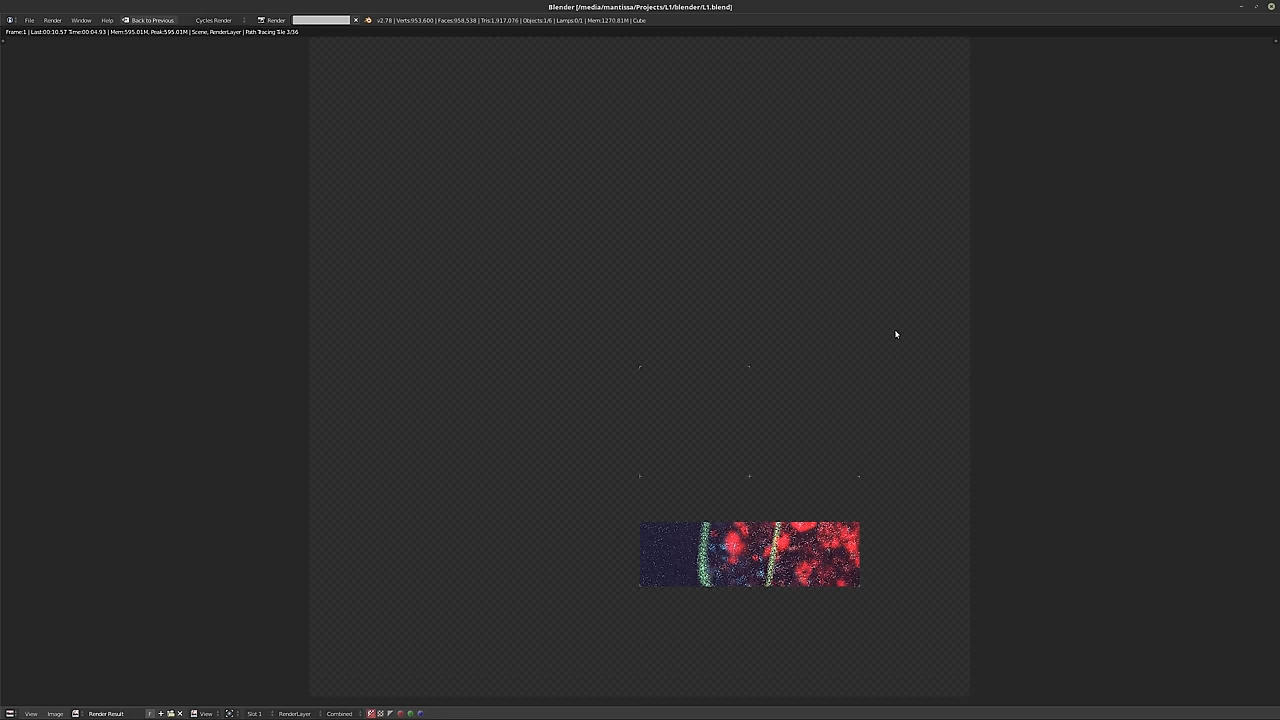 Blender [/media/mantissa/Projects/L1/blender/L1.blend]
File Render Window Help Back to Previous Cycles Render Render v2.78 | Verts:953,600 | Faces:958,538 | Tris:1,917,076 | Objects:1/6 | Lamps:0/1 | Mem:1270.81M | Cube
Frame:1 | Last:00:10.57 Time:00:04.93 | Mem:595.01M, Peak:595.01M | Scene, RenderLayer | Path Tracing Tile 3/36
View Image Render Result F View Slot 1 RenderLayer Combined